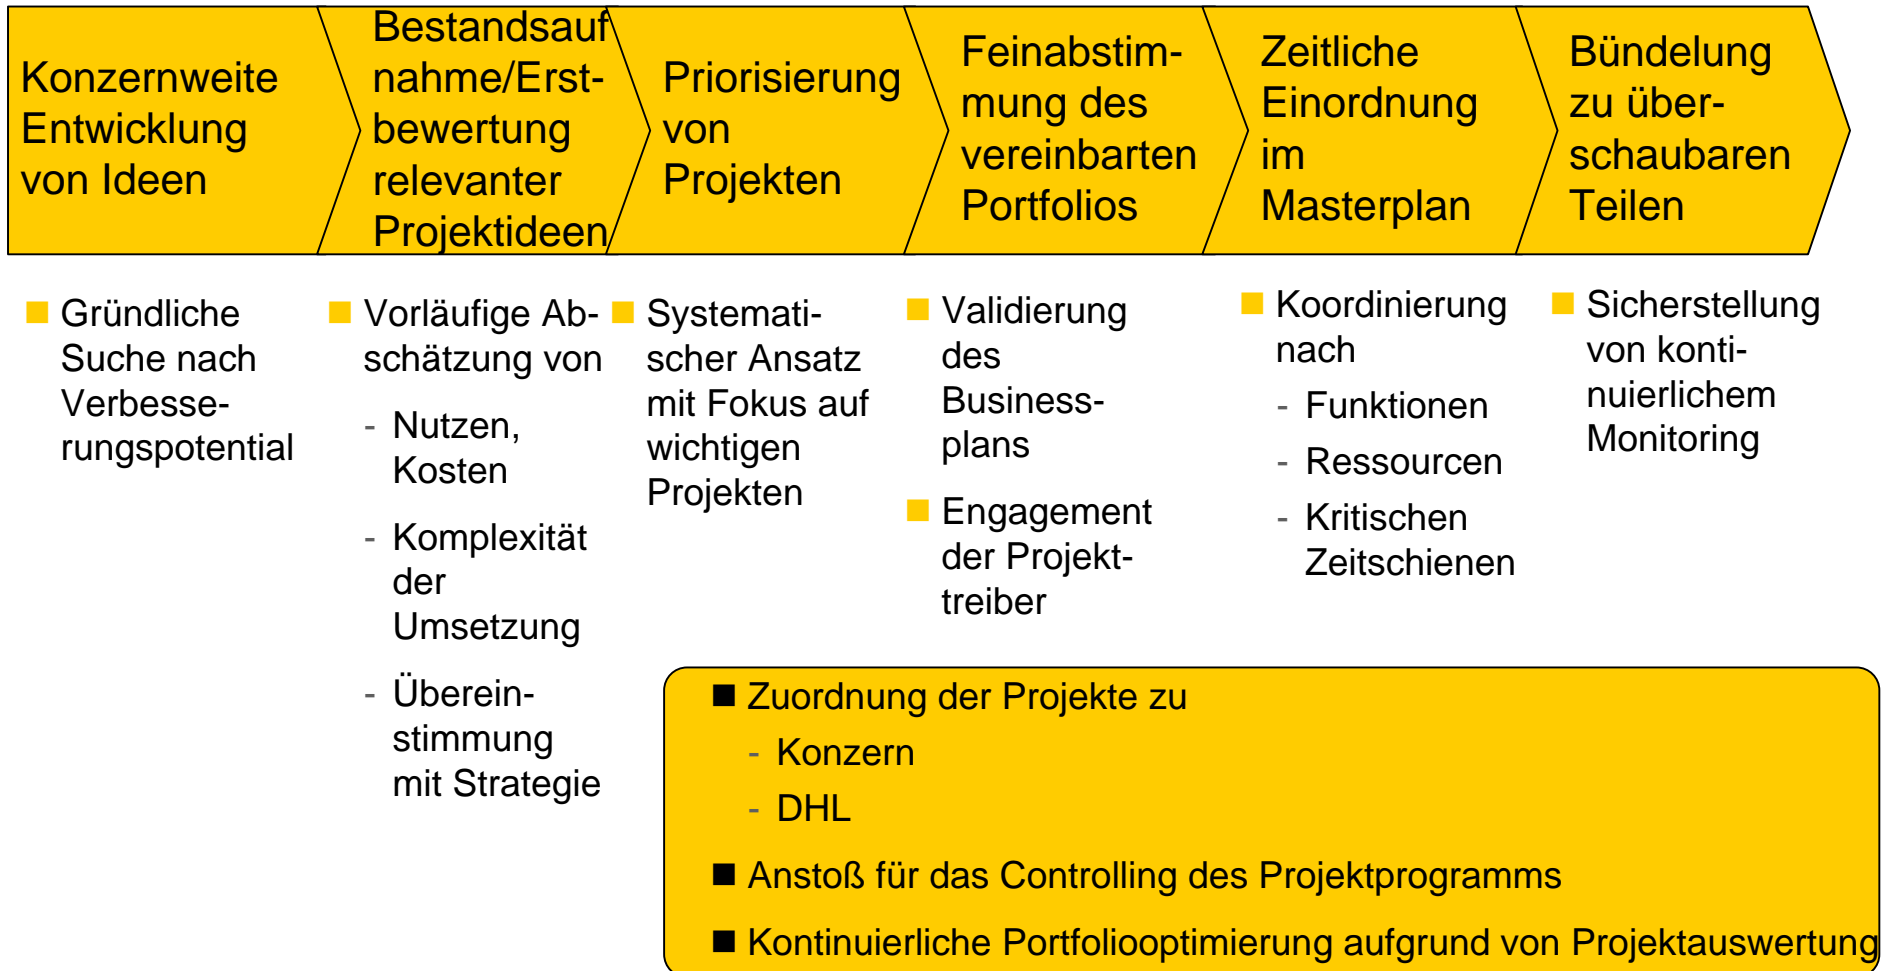 Konzernweite
Entwicklung
von Ideen
Bestandsauf
nahme/Erst-
bewertung
relevanter
Projektideen
Priorisierung
von
Projekten
Feinabstim-
mung des
vereinbarten
Portfolios
Zeitliche
Einordnung
im
Masterplan
Bündelung
zu über-
schaubaren
Teilen
Gründliche
Suche nach
Verbesse-
rungspotential
Vorläufige Ab-
schätzung von
- Nutzen,
Kosten
- Komplexität
der
Umsetzung
- Überein-
stimmung
mit Strategie
Systemati-
scher Ansatz
mit Fokus auf
wichtigen
Projekten
Validierung
des
Business-
plans
Engagement
der Projekt-
treiber
Koordinierung
nach
- Funktionen
- Ressourcen
- Kritischen
Zeitschienen
Sicherstellung
von konti-
nuierlichem
Monitoring
Zuordnung der Projekte zu
- Konzern
- DHL
Anstoß für das Controlling des Projektprogramms
Kontinuierliche Portfoliooptimierung aufgrund von Projektauswertung